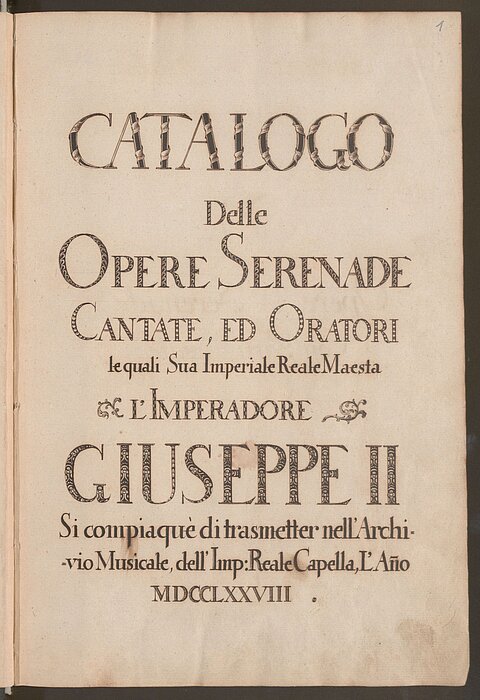 1
CATALOGO
Delle
OPERE SERENADE
CANTATE, ED ORATORI
le quali Sua Imperiale Reale Maesta
L'IMPERADORE
GIUSEPPE II
Si compiaquè di trasmetter nell'Archi-
-vio Musicale, dell'Imp: Reale Capella, L'Año
MDCCLXXVIII .